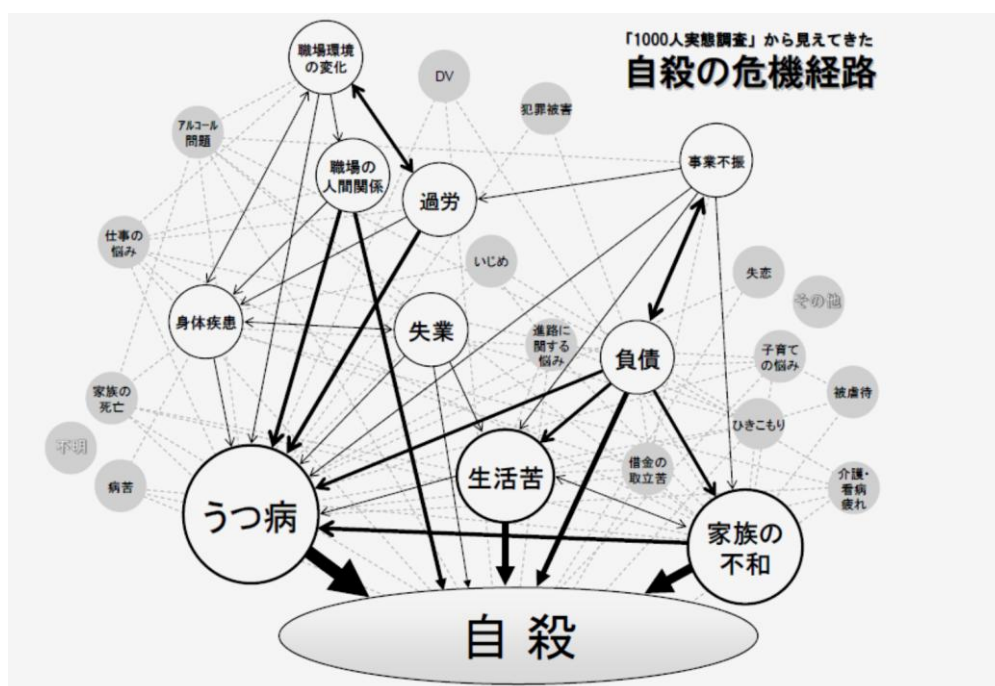 「1000人実態調査」から見えてきた
自殺の危機経路
職場環境
の変化
DV
犯罪被害
アルコール
問題
職場の
人間関係
過労
事業不振
仕事の
悩み
いじめ
失恋
その他
身体疾患
失業
進路に
関する
悩み
負債
子育て
の悩み
家族の
死亡
被虐待
ひきこもり
不明
病苦
うつ病
生活苦
借金の
取立苦
介護・
看病
疲れ
家族の
不和
自殺